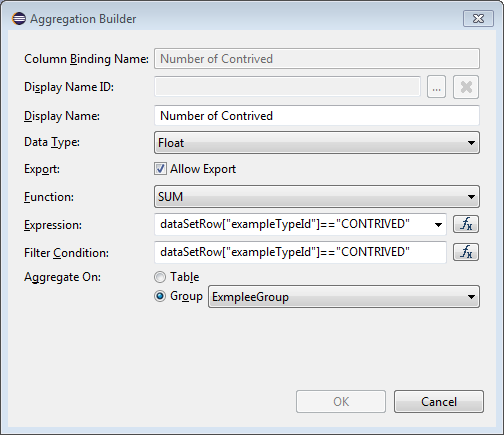 Aggregation Builder
Column Binding Name: Number of Contrived
Display Name ID: ...
Display Name: Number of Contrived
Data Type: Float
Export: Allow Export
Function: SUM
Expression: dataSetRow["exampleTypeId"]=="CONTRIVED" fx
Filter Condition: dataSetRow["exampleTypeId"]=="CONTRIVED" fx
Aggregate On: Table
Group ExmpleeGroup
OK Cancel